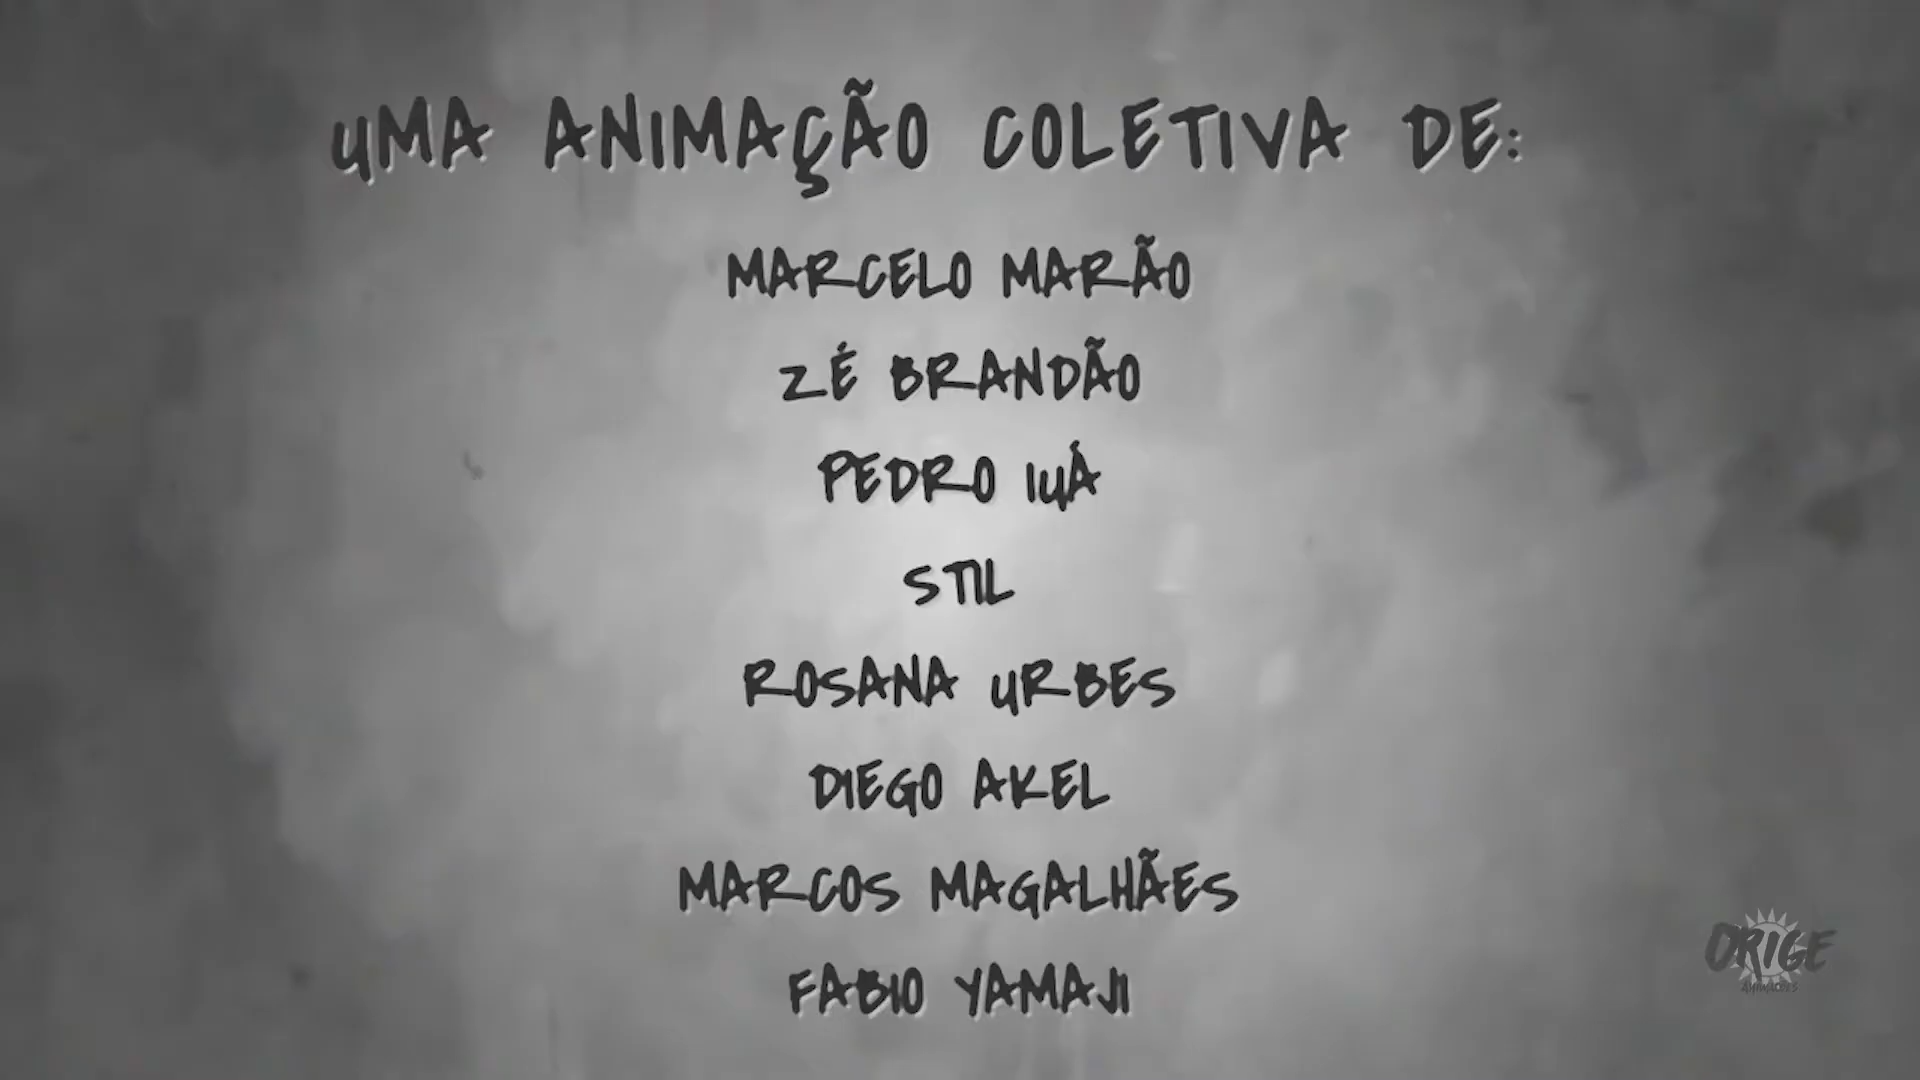 UMA ANIMAÇÃO COLETIVA DE:
MARCELO MARÃO
ZÉ BRANDÃO
PEDRO IUÁ
STIL
ROSANA URBES
DIEGO AKEL
MARCOS MAGALHÃES
FABIO YAMAJI
ORIGE
ANIMAÇÕES